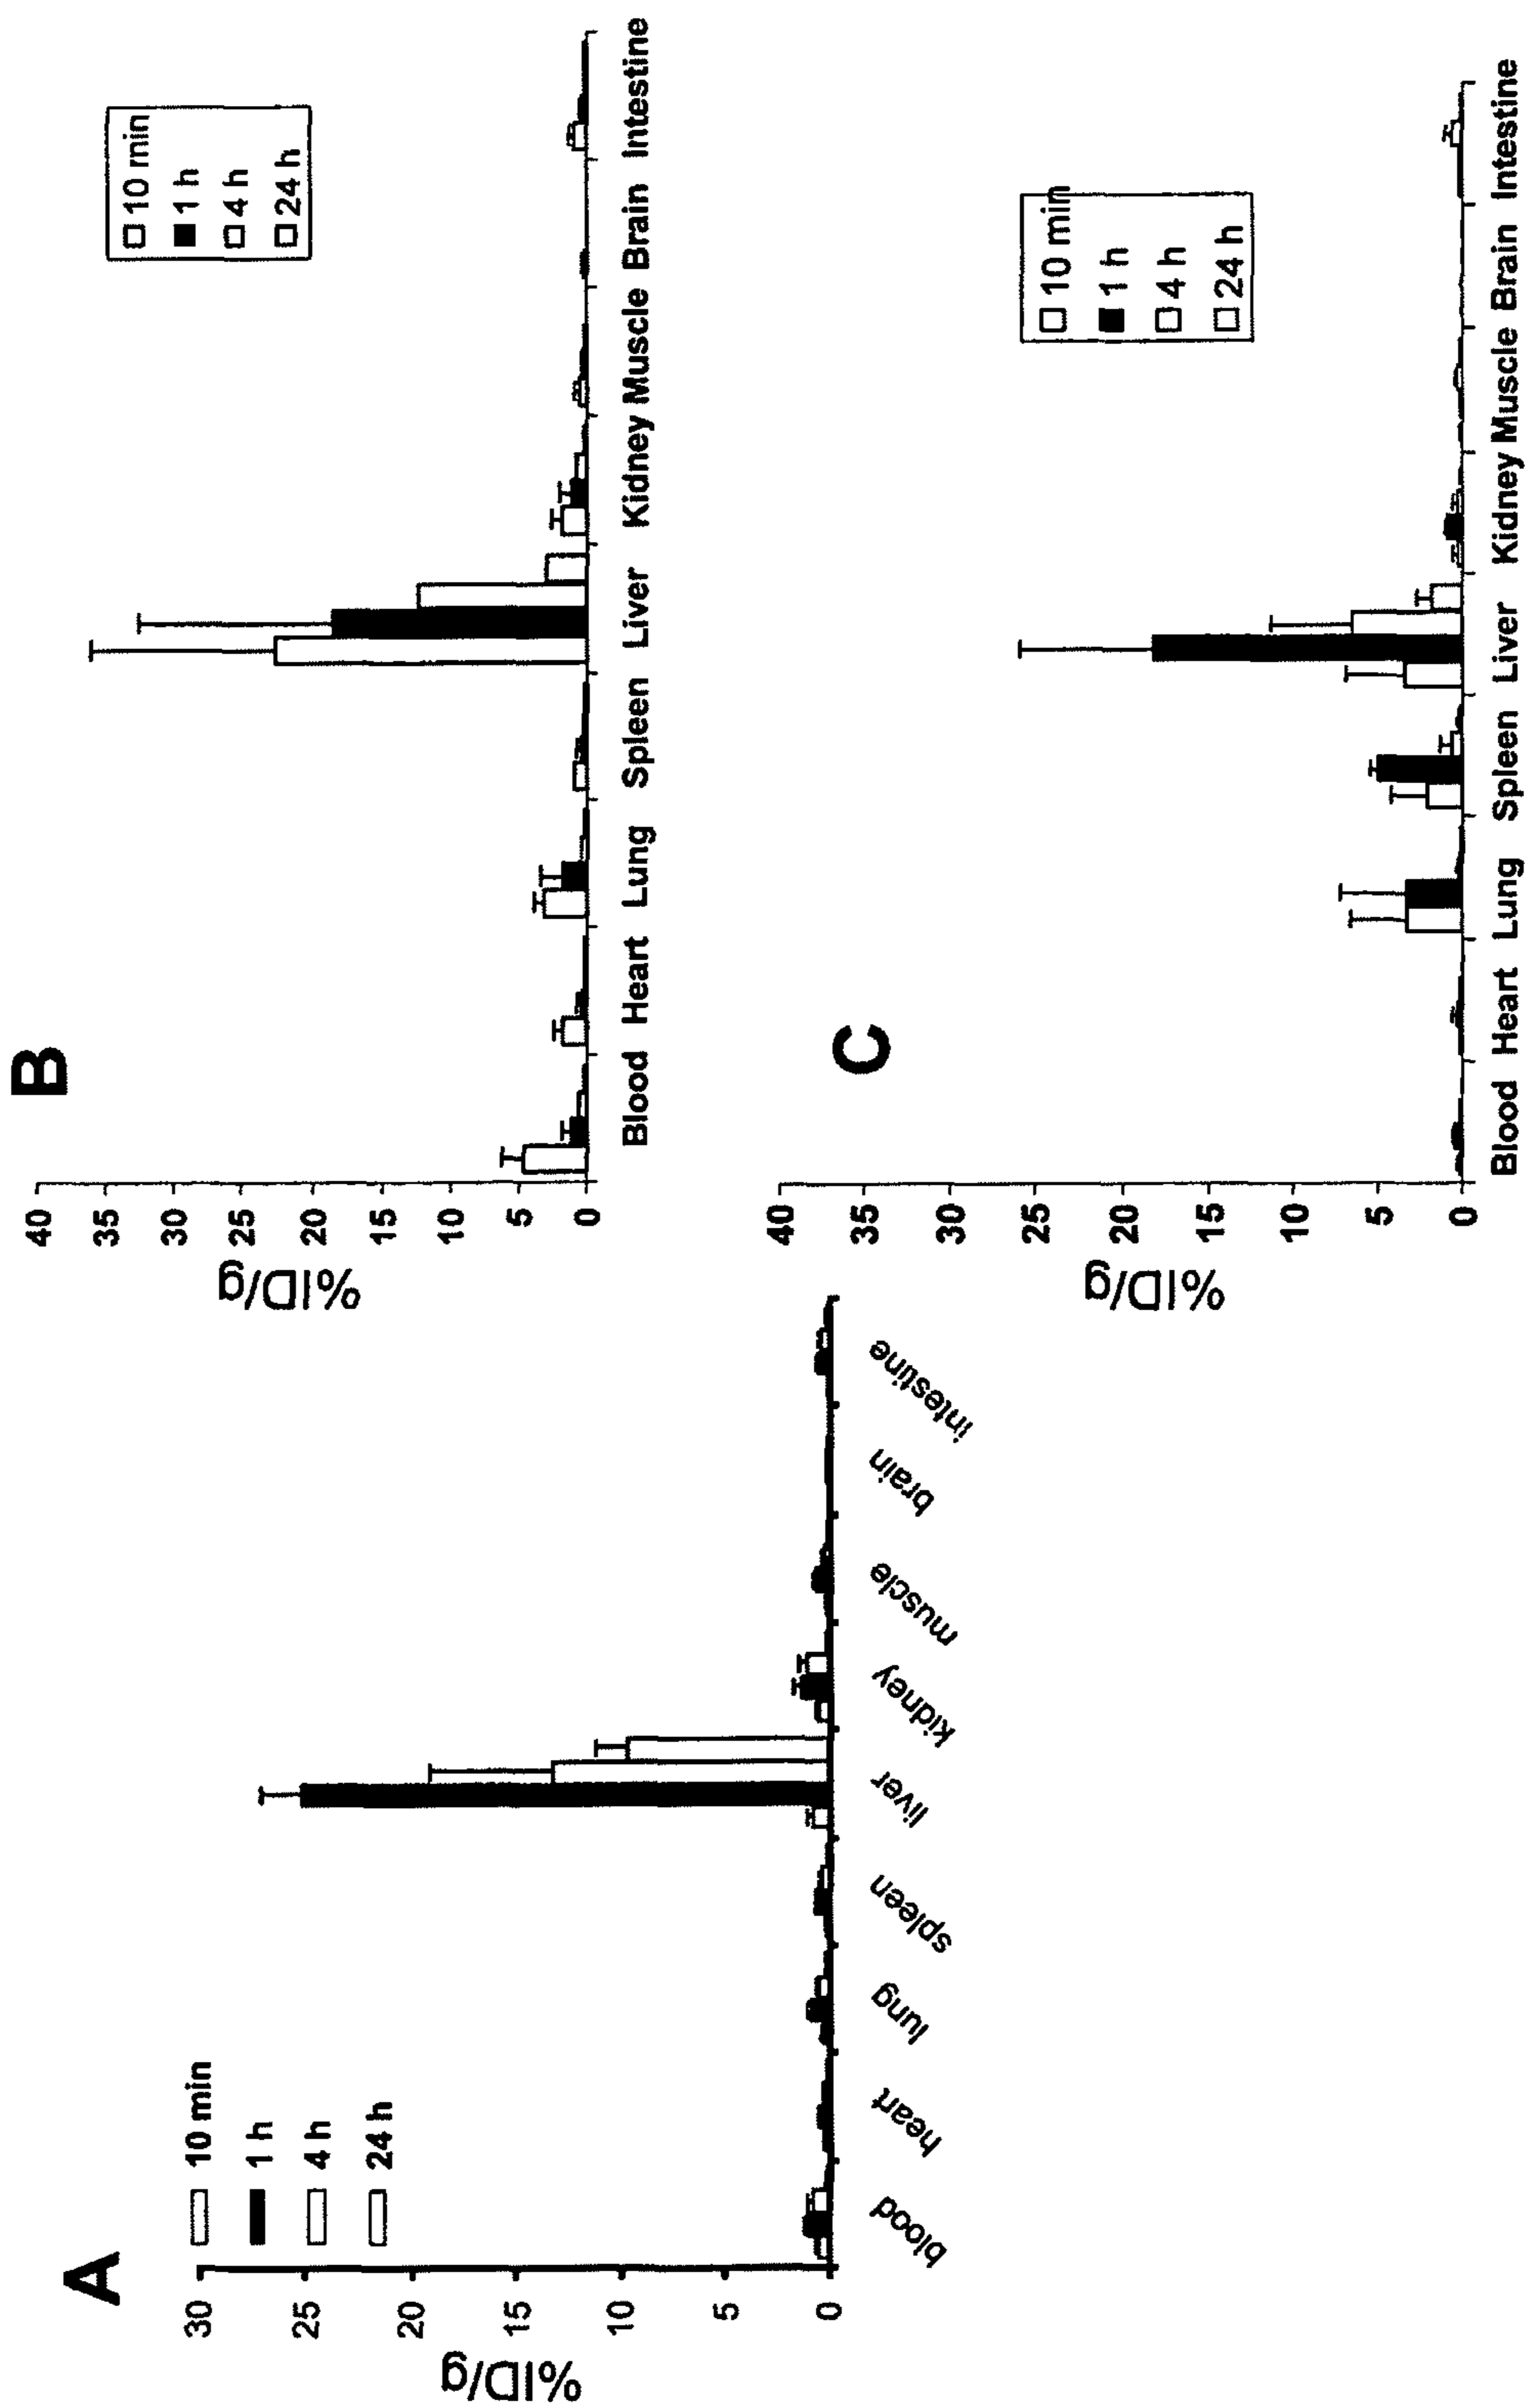 A
%ID/g
30
25
20
15
10
5
0
10 min
1 h
4 h
24 h
blood
heart
lung
spleen
liver
kidney
muscle
brain
intestine
B
%ID/g
40
35
30
25
20
15
10
5
0
10 min
1 h
4 h
24 h
Blood Heart Lung Spleen Liver Kidney Muscle Brain Intestine
C
%ID/g
40
35
30
25
20
15
10
5
0
10 min
1 h
4 h
24 h
Blood Heart Lung Spleen Liver Kidney Muscle Brain Intestine